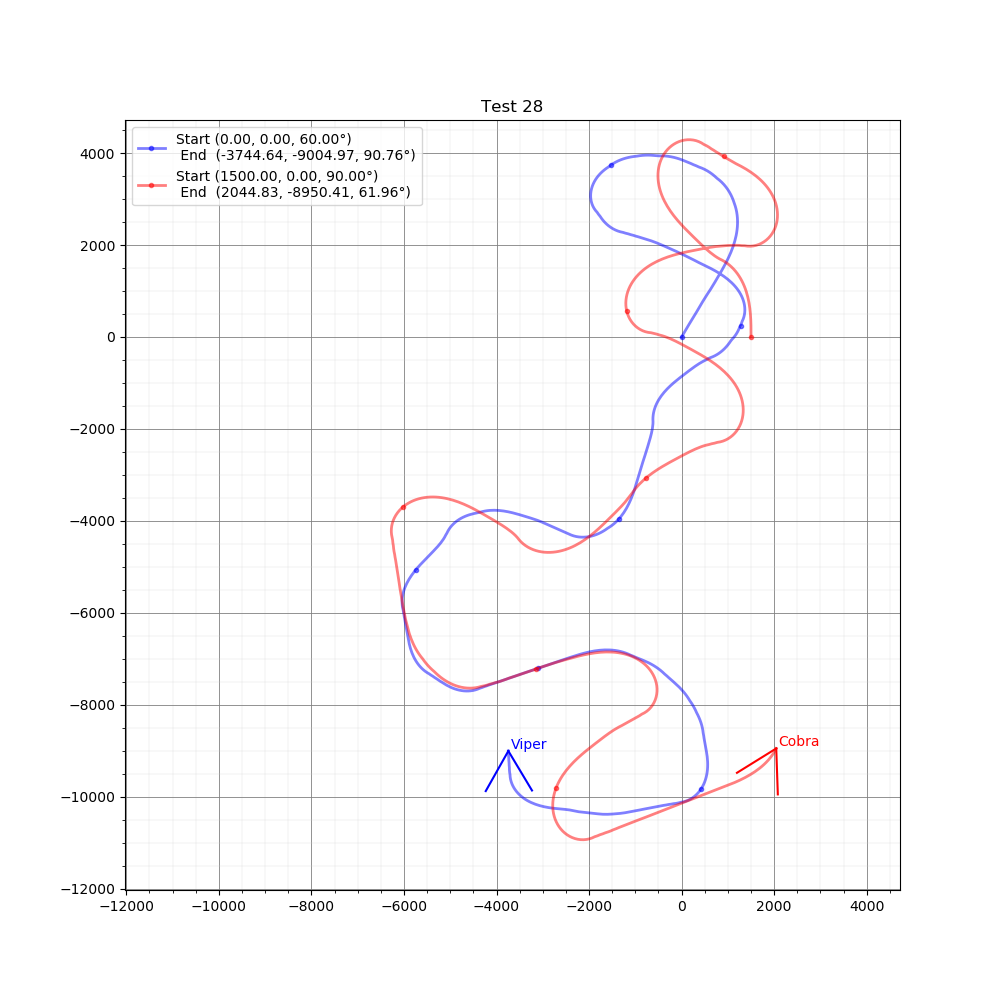 Test 28
Start (0.00, 0.00, 60.00°)
End (-3744.64, -9004.97, 90.76°)
Start (1500.00, 0.00, 90.00°)
End (2044.83, -8950.41, 61.96°)
4000
2000
0
−2000
−4000
−6000
−8000
−10000
−12000
Viper
Cobra
−12000 −10000 −8000 −6000 −4000 −2000 0 2000 4000